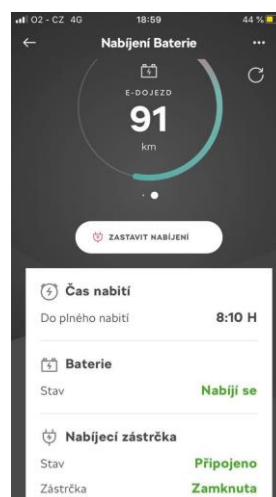 O2 - CZ 4G 18:59 44 %
Nabíjení Baterie
E-DOJEZD
91
km
ZASTAVIT NABÍJENÍ
Čas nabití
Do plného nabití 8:10 H
Baterie
Stav Nabíjí se
Nabíjecí zástrčka
Stav Připojeno
Zástrčka Zamknuta